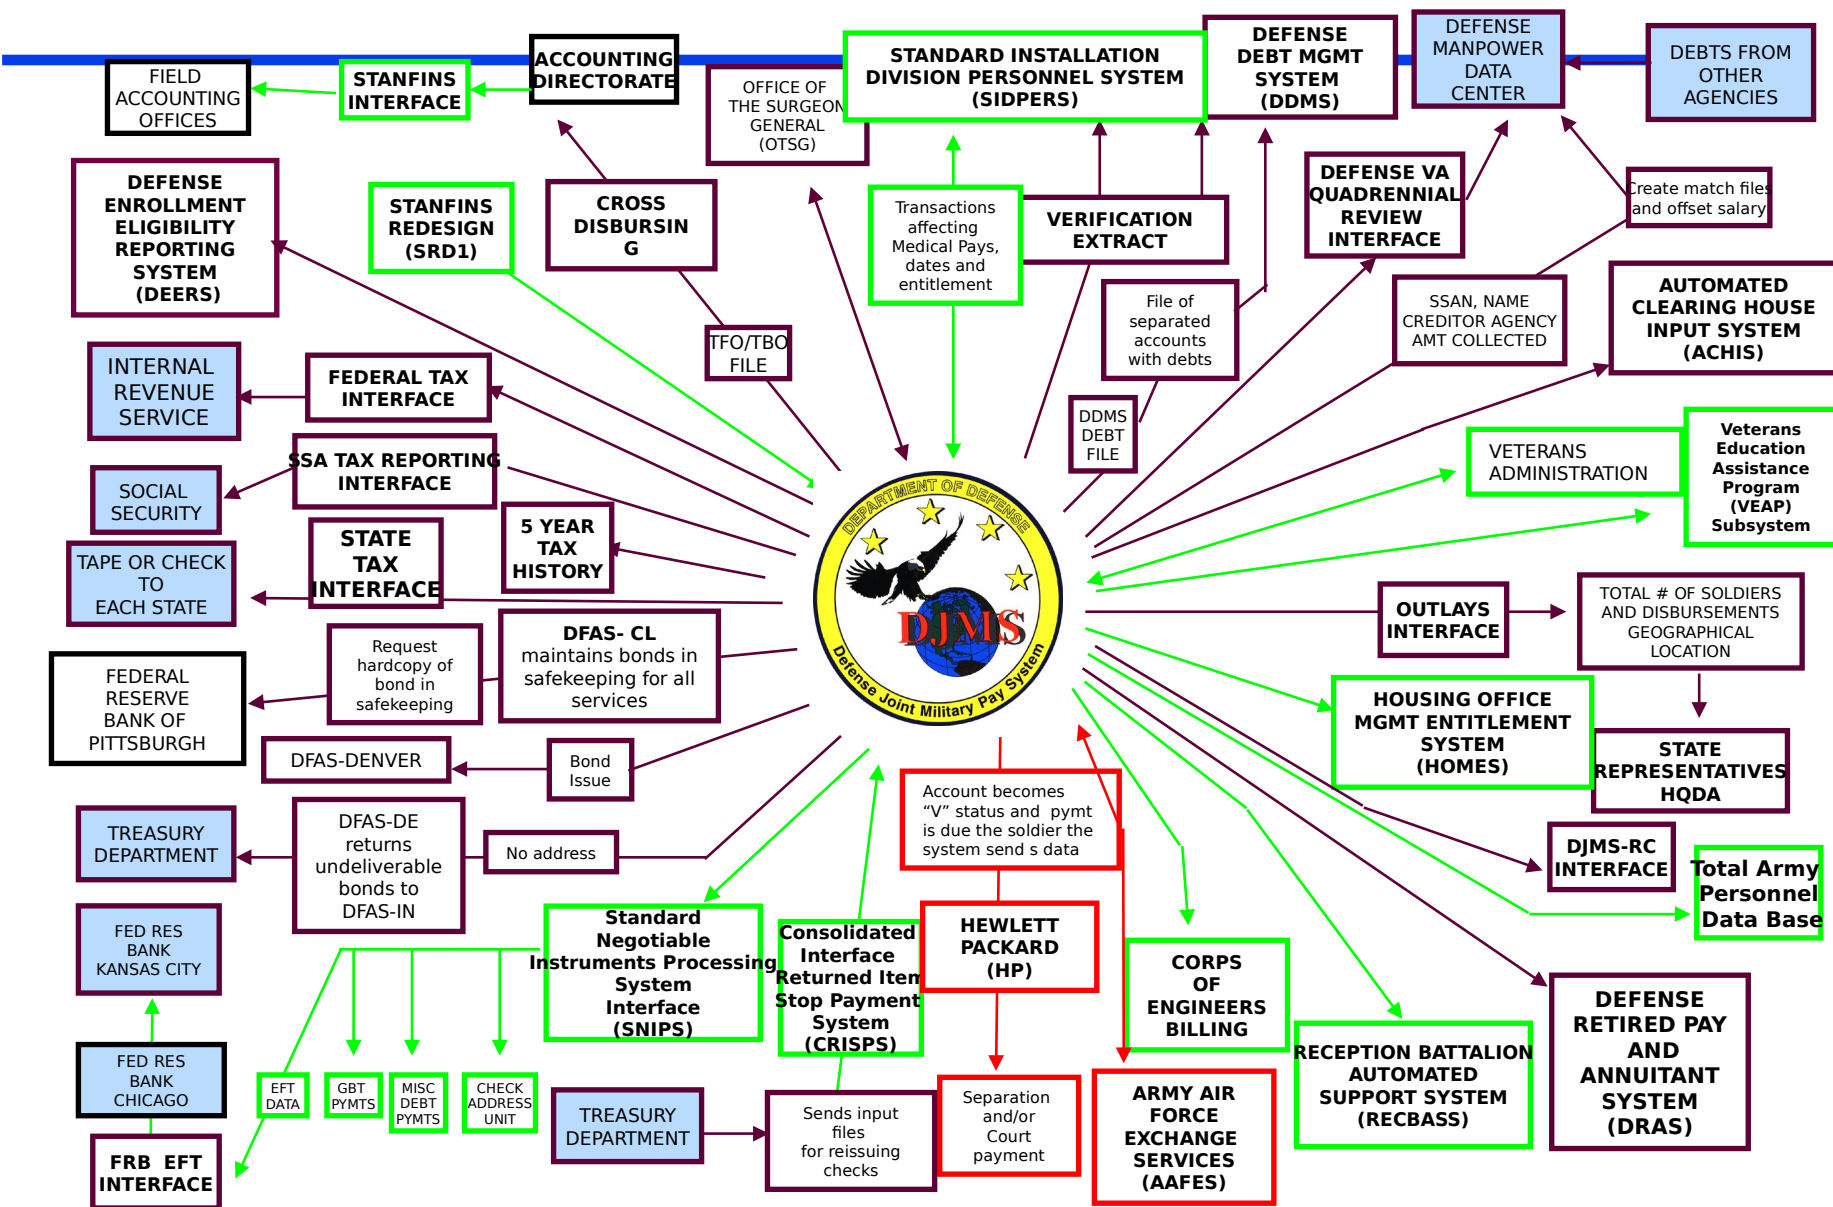 FIELD
ACCOUNTING
OFFICES
STANFINS
INTERFACE
ACCOUNTING
DIRECTORATE
OFFICE OF
THE SURGEON
GENERAL
(OTSG)
STANDARD INSTALLATION
DIVISION PERSONNEL SYSTEM
(SIDPERS)
DEFENSE
DEBT MGMT
SYSTEM
(DDMS)
DEFENSE
MANPOWER
DATA
CENTER
DEBTS FROM
OTHER
AGENCIES
DEFENSE
ENROLLMENT
ELIGIBILITY
REPORTING
SYSTEM
(DEERS)
STANFINS
REDESIGN
(SRD1)
CROSS
DISBURSIN
G
Transactions
affecting
Medical Pays,
dates and
entitlement
VERIFICATION
EXTRACT
DEFENSE VA
QUADRENNIAL
REVIEW
INTERFACE
Create match files
and offset salary
File of
separated
accounts
with debts
SSAN, NAME
CREDITOR AGENCY
AMT COLLECTED
AUTOMATED
CLEARING HOUSE
INPUT SYSTEM
(ACHIS)
INTERNAL
REVENUE
SERVICE
FEDERAL TAX
INTERFACE
TFO/TBO
FILE
DDMS
DEBT
FILE
VETERANS
ADMINISTRATION
Veterans
Education
Assistance
Program
(VEAP)
Subsystem
SOCIAL
SECURITY
SSA TAX REPORTING
INTERFACE
TAPE OR CHECK
TO
EACH STATE
STATE
TAX
INTERFACE
5 YEAR
TAX
HISTORY
DEPARTMENT OF DEFENSE
DJMS
Defense Joint Military Pay System
OUTLAYS
INTERFACE
TOTAL # OF SOLDIERS
AND DISBURSEMENTS
GEOGRAPHICAL
LOCATION
FEDERAL
RESERVE
BANK OF
PITTSBURGH
Request
hardcopy of
bond in
safekeeping
DFAS- CL
maintains bonds in
safekeeping for all
services
HOUSING OFFICE
MGMT ENTITLEMENT
SYSTEM
(HOMES)
STATE
REPRESENTATIVES
HQDA
DFAS-DENVER
Bond
Issue
Account becomes
“V” status and pymt
is due the soldier the
system send s data
TREASURY
DEPARTMENT
DFAS-DE
returns
undeliverable
bonds to
DFAS-IN
No address
DJMS-RC
INTERFACE
Total Army
Personnel
Data Base
FED RES
BANK
KANSAS CITY
Standard
Negotiable
Instruments Processing
System
Interface
(SNIPS)
Consolidated
Interface
Returned Item
Stop Payment
System
(CRISPS)
HEWLETT
PACKARD
(HP)
CORPS
OF
ENGINEERS
BILLING
DEFENSE
RETIRED PAY
AND
ANNUITANT
SYSTEM
(DRAS)
FED RES
BANK
CHICAGO
EFT
DATA
GBT
PYMTS
MISC
DEBT
PYMTS
CHECK
ADDRESS
UNIT
TREASURY
DEPARTMENT
Sends input
files
for reissuing
checks
Separation
and/or
Court
payment
ARMY AIR
FORCE
EXCHANGE
SERVICES
(AAFES)
RECEPTION BATTALION
AUTOMATED
SUPPORT SYSTEM
(RECBASS)
FRB EFT
INTERFACE